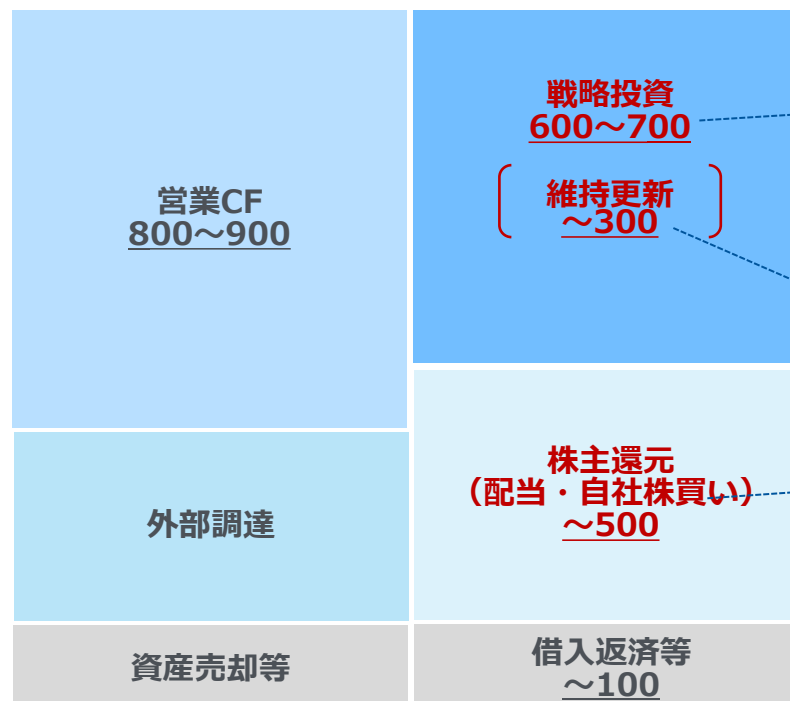 営業CF
800～900
外部調達
資産売却等
戦略投資
600～700
維持更新
～300
株主還元
（配当・自社株買い）
～500
借入返済等
～100